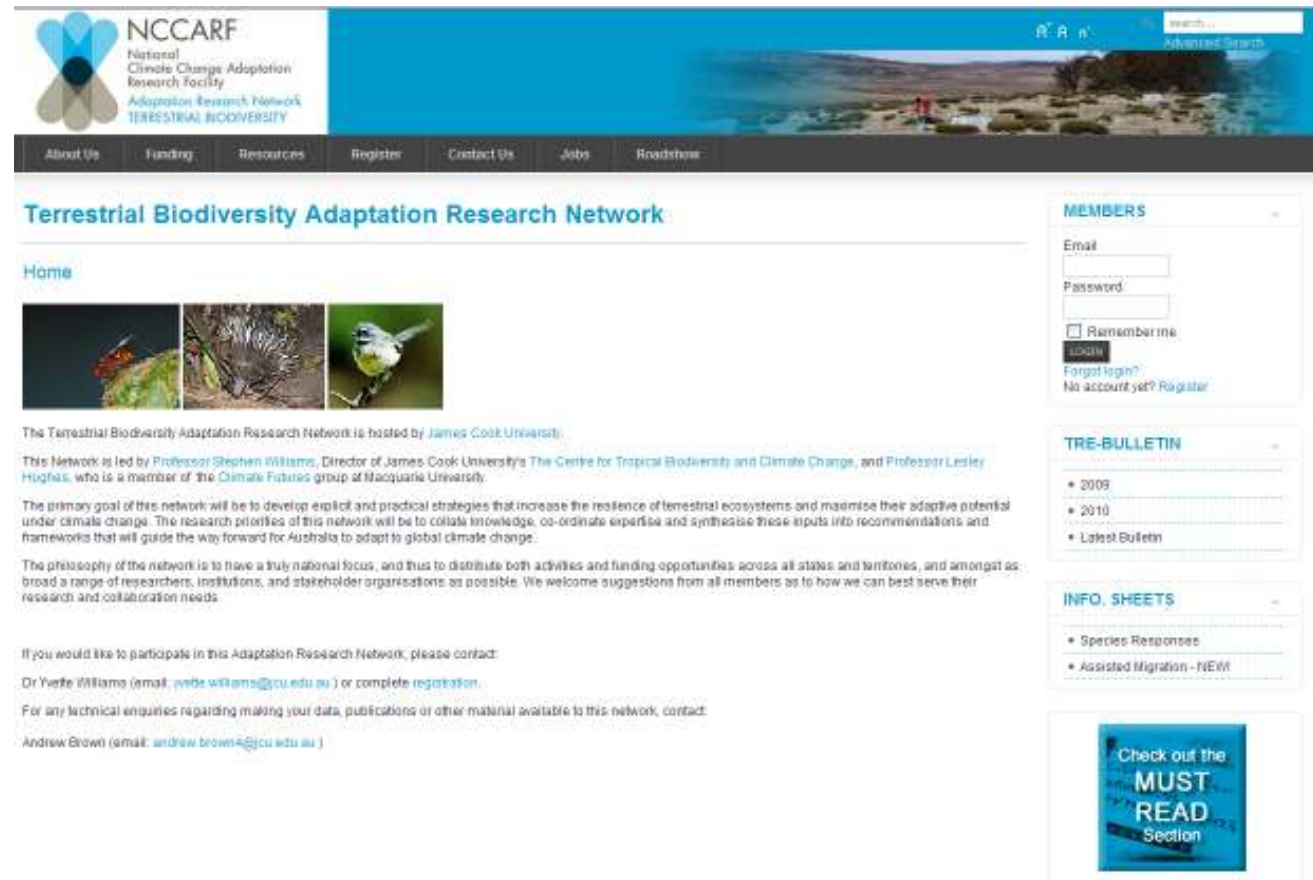 NCCARF
National
Climate Change Adaptation
Research Facility
Adaptation Research Network
TERRESTRIAL BIODIVERSITY
search...
Advanced Search
About Us
Funding
Resources
Register
Contact Us
Jobs
Roadshow
Terrestrial Biodiversity Adaptation Research Network
Home
The Terrestrial Biodiversity Adaptation Research Network is hosted by James Cook University.
This Network is led by Professor Stephen Williams, Director of James Cook University's The Centre for Tropical Biodiversity and Climate Change, and Professor Lesley
Hughes, who is a member of the Climate Futures group at Macquarie University.
The primary goal of this network will be to develop explicit and practical strategies that increase the resilience of terrestrial ecosystems and maximise their adaptive potential
under climate change. The research priorities of this network will be to collate knowledge, co-ordinate expertise and synthesise these inputs into recommendations and
frameworks that will guide the way forward for Australia to adapt to global climate change.
The philosophy of the network is to have a truly national focus, and thus to distribute both activities and funding opportunities across all states and territories, and amongst as
broad a range of researchers, institutions, and stakeholder organisations as possible. We welcome suggestions from all members as to how we can best serve their
research and collaboration needs.
If you would like to participate in this Adaptation Research Network, please contact:
Dr Yvette Williams (email: yvette.williams@jcu.edu.au ) or complete registration.
For any technical enquiries regarding making your data, publications or other material available to this network, contact:
Andrew Brown (email: andrew.brown4@jcu.edu.au )
MEMBERS
Email
Password
Remember me
LOGIN
Forgot login?
No account yet? Register
TRE-BULLETIN
2009
2010
Latest Bulletin
INFO. SHEETS
Species Responses
Assisted Migration - NEW!
Check out the
MUST
READ
Section